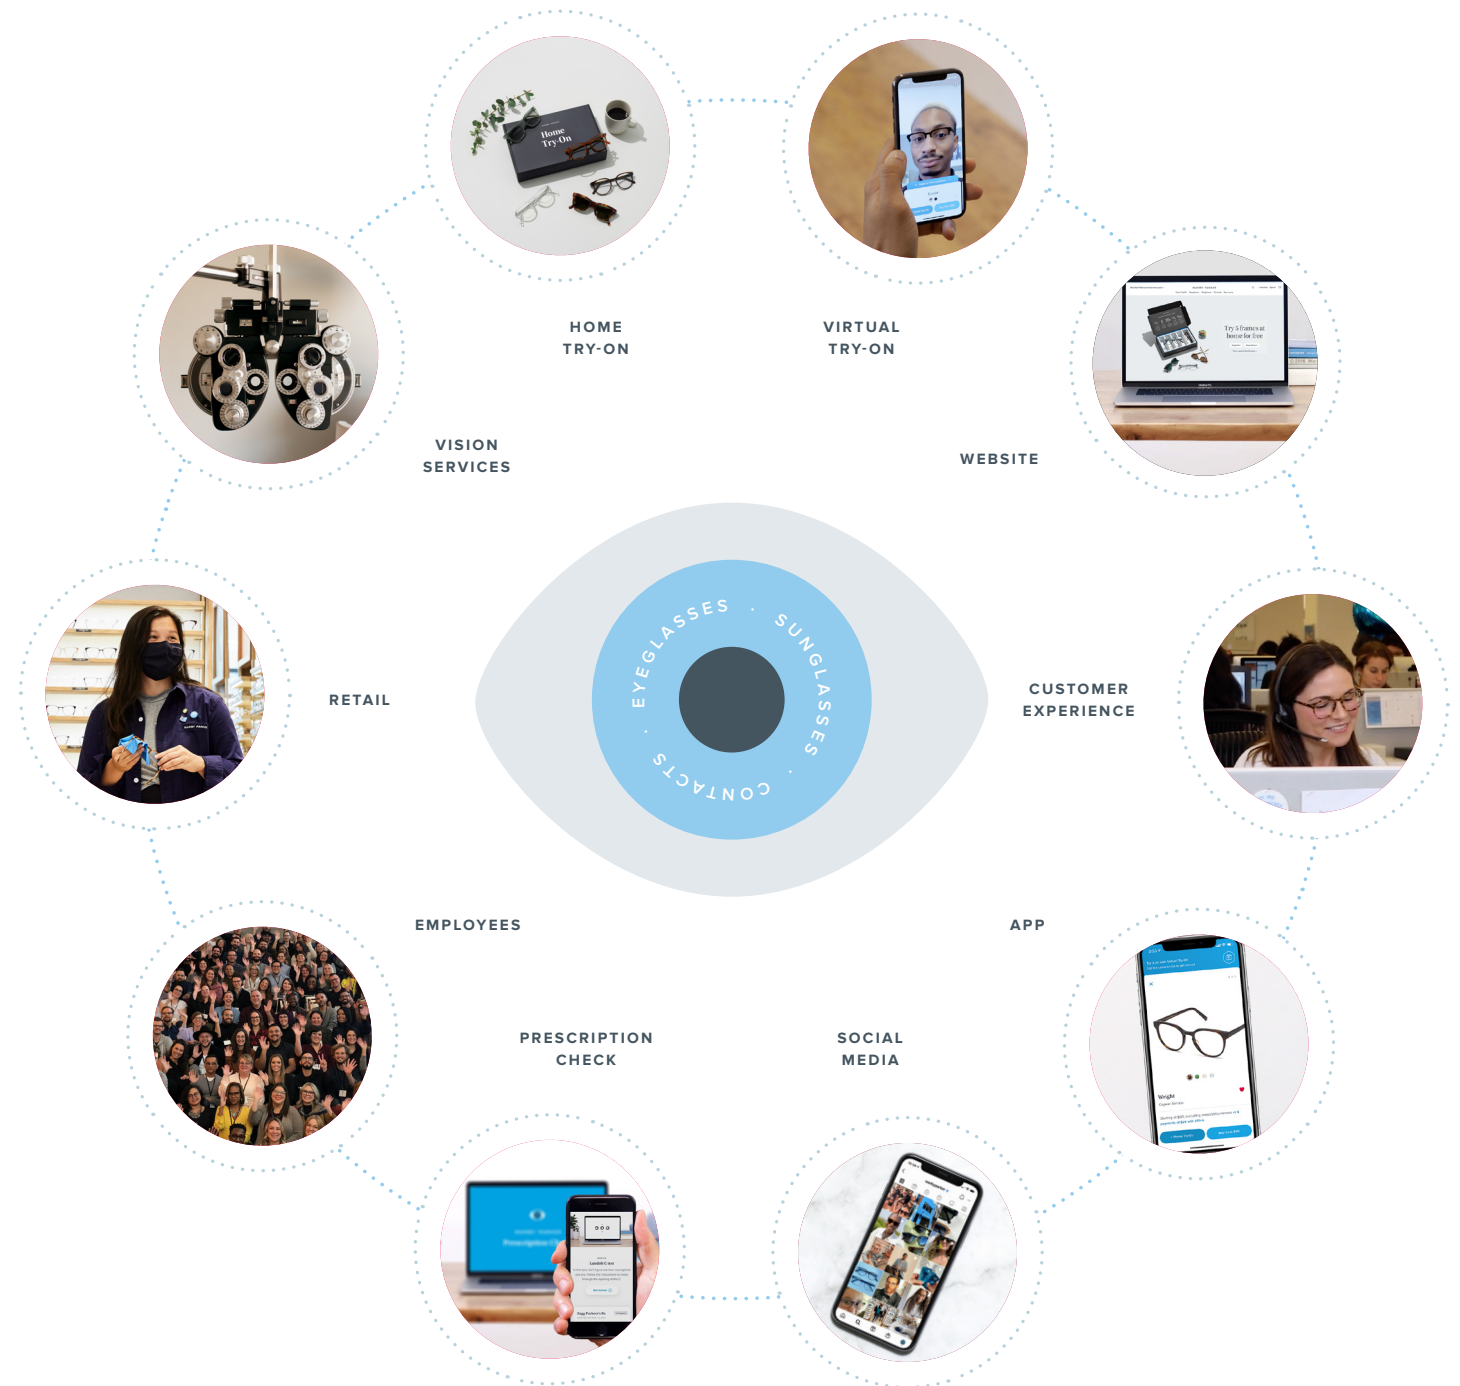 Home
Try-On
HOME
TRY-ON
VIRTUAL
TRY-ON
Try 5 frames at
home for free
VISION
SERVICES
WEBSITE
EYEGLASSES · SUNGLASSES · CONTACTS ·
RETAIL
CUSTOMER
EXPERIENCE
EMPLOYEES
APP
PRESCRIPTION
CHECK
SOCIAL
MEDIA
Wright